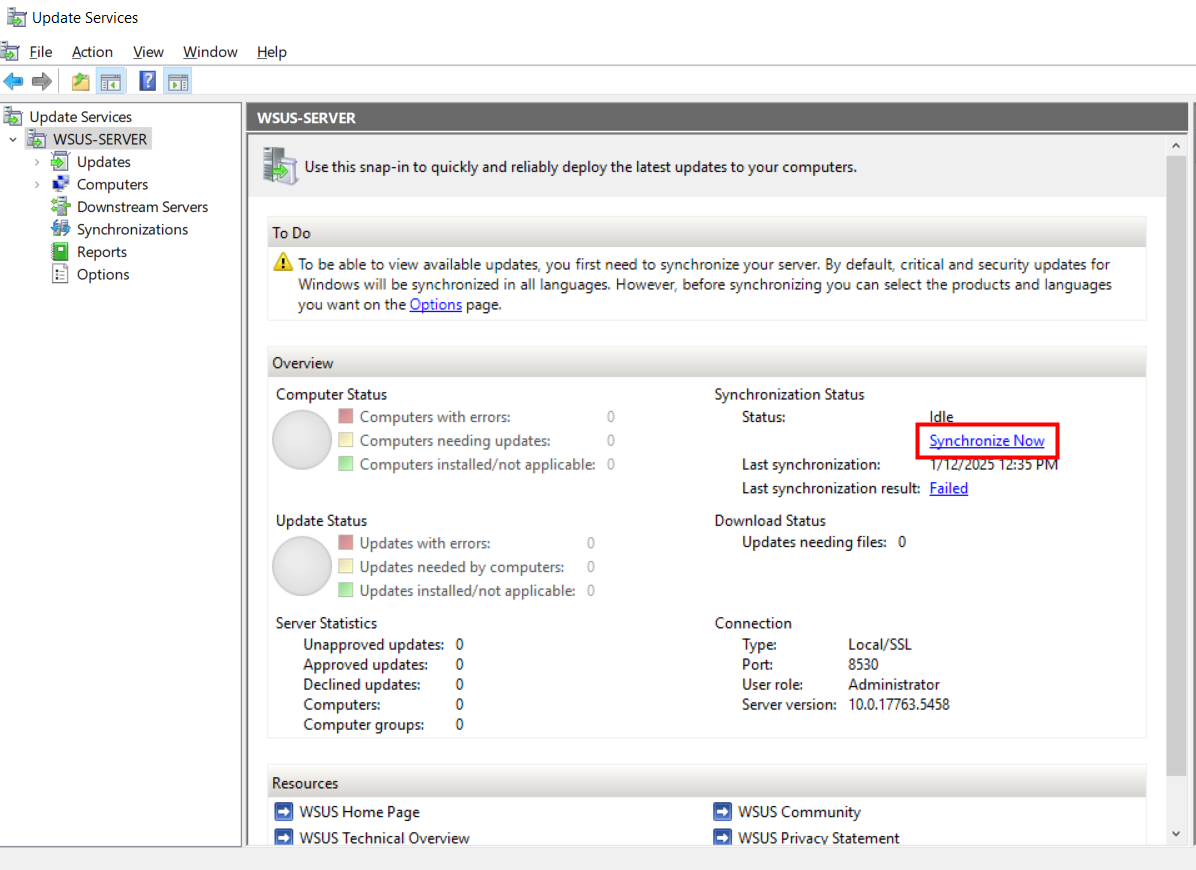 Update Services
File Action View Window Help
Update Services
WSUS-SERVER
Updates
Computers
Downstream Servers
Synchronizations
Reports
Options
WSUS-SERVER
Use this snap-in to quickly and reliably deploy the latest updates to your computers.
To Do
To be able to view available updates, you first need to synchronize your server. By default, critical and security updates for
Windows will be synchronized in all languages. However, before synchronizing you can select the products and languages
you want on the Options page.
Overview
Computer Status
Computers with errors: 0
Computers needing updates: 0
Computers installed/not applicable: 0
Synchronization Status
Status: Idle
Synchronize Now
Last synchronization: 1/12/2025 12:35 PM
Last synchronization result: Failed
Update Status
Updates with errors: 0
Updates needed by computers: 0
Updates installed/not applicable: 0
Download Status
Updates needing files: 0
Server Statistics
Unapproved updates: 0
Approved updates: 0
Declined updates: 0
Computers: 0
Computer groups: 0
Connection
Type: Local/SSL
Port: 8530
User role: Administrator
Server version: 10.0.17763.5458
Resources
WSUS Home Page
WSUS Community
WSUS Technical Overview
WSUS Privacy Statement